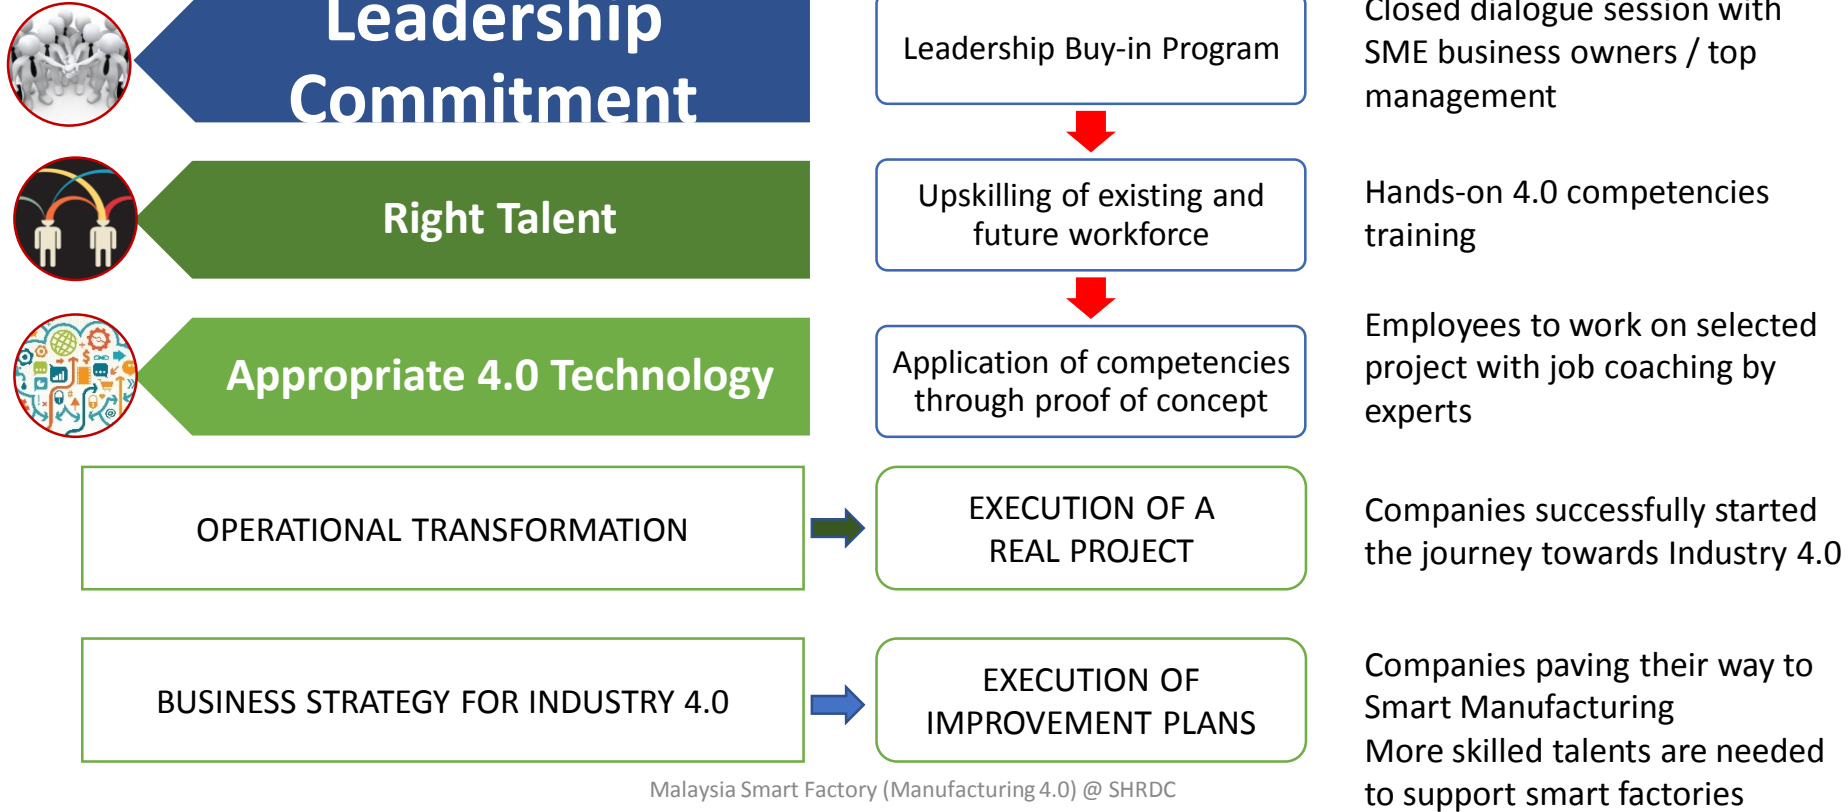 Leadership
Commitment
Leadership Buy-in Program
Closed dialogue session with
SME business owners / top
management
Right Talent
Upskilling of existing and
future workforce
Hands-on 4.0 competencies
training
Appropriate 4.0 Technology
Application of competencies
through proof of concept
Employees to work on selected
project with job coaching by
experts
OPERATIONAL TRANSFORMATION
EXECUTION OF A
REAL PROJECT
Companies successfully started
the journey towards Industry 4.0
BUSINESS STRATEGY FOR INDUSTRY 4.0
EXECUTION OF
IMPROVEMENT PLANS
Companies paving their way to
Smart Manufacturing
More skilled talents are needed
to support smart factories
Malaysia Smart Factory (Manufacturing 4.0) @ SHRDC